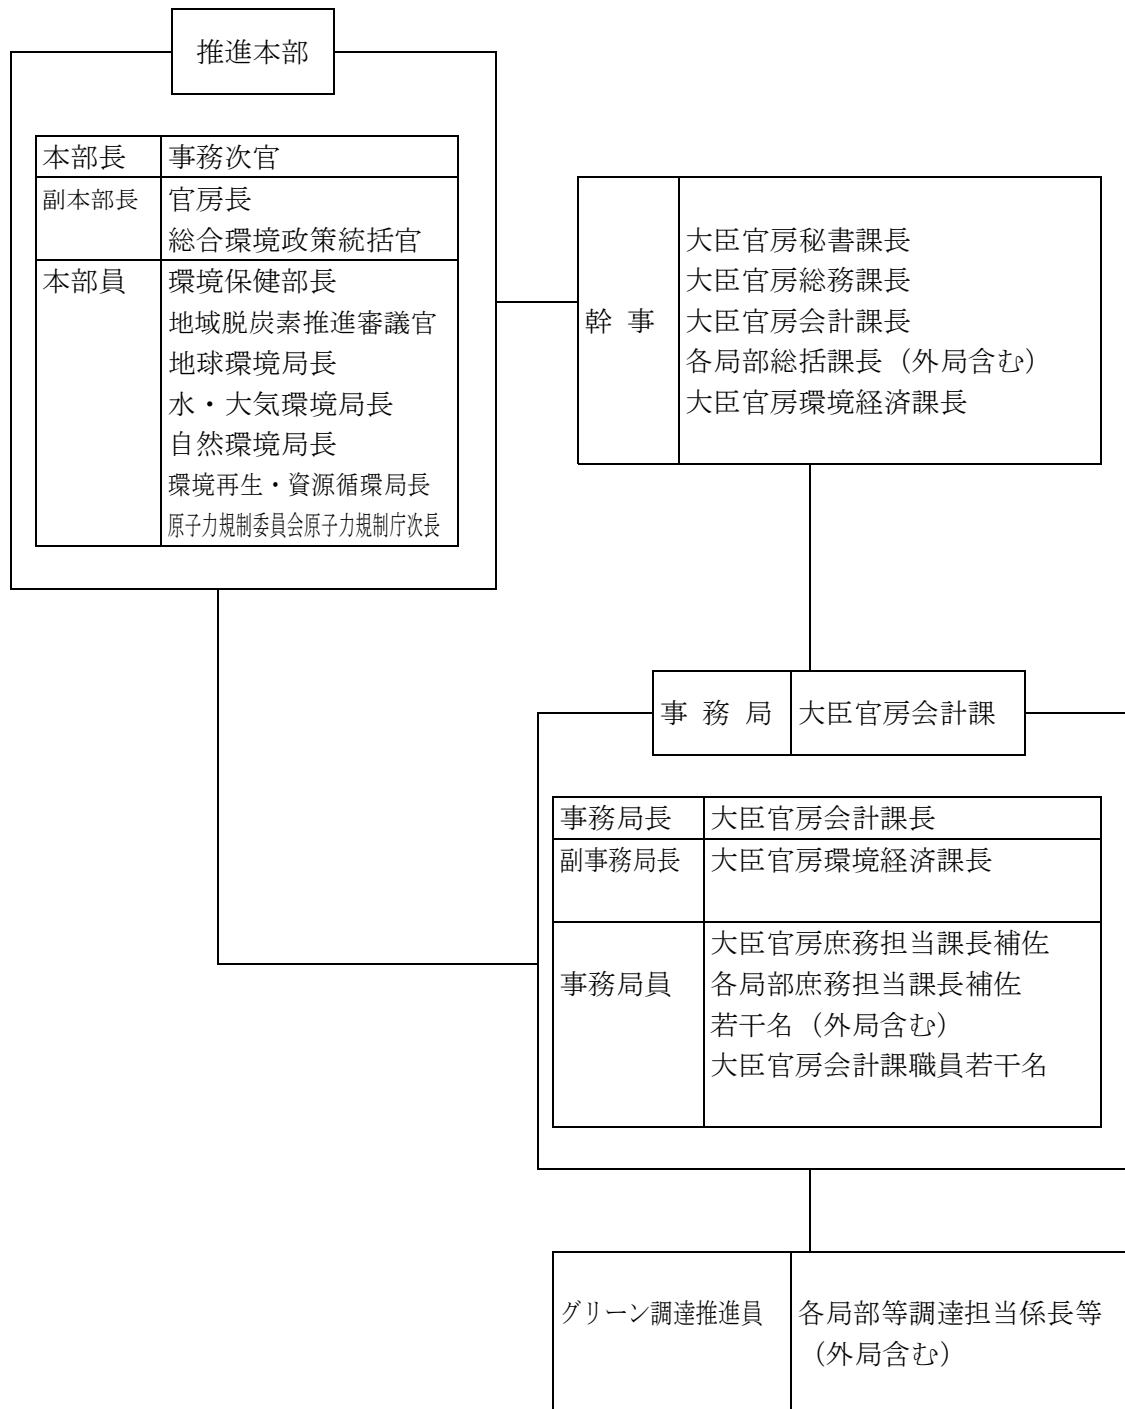 推進本部
本部長 事務次官
副本部長 官房長
総合環境政策統括官
本部員 環境保健部長
地域脱炭素推進審議官
地球環境局長
水・大気環境局長
自然環境局長
環境再生・資源循環局長
原子力規制委員会原子力規制庁次長
大臣官房秘書課長
大臣官房総務課長
幹 事 大臣官房会計課長
各局部総括課長（外局含む）
大臣官房環境経済課長
事 務 局 大臣官房会計課
事務局長 大臣官房会計課長
副事務局長 大臣官房環境経済課長
大臣官房庶務担当課長補佐
事務局員 各局部庶務担当課長補佐
若干名（外局含む）
大臣官房会計課職員若干名
グリーン調達推進員 各局部等調達担当係長等
（外局含む）